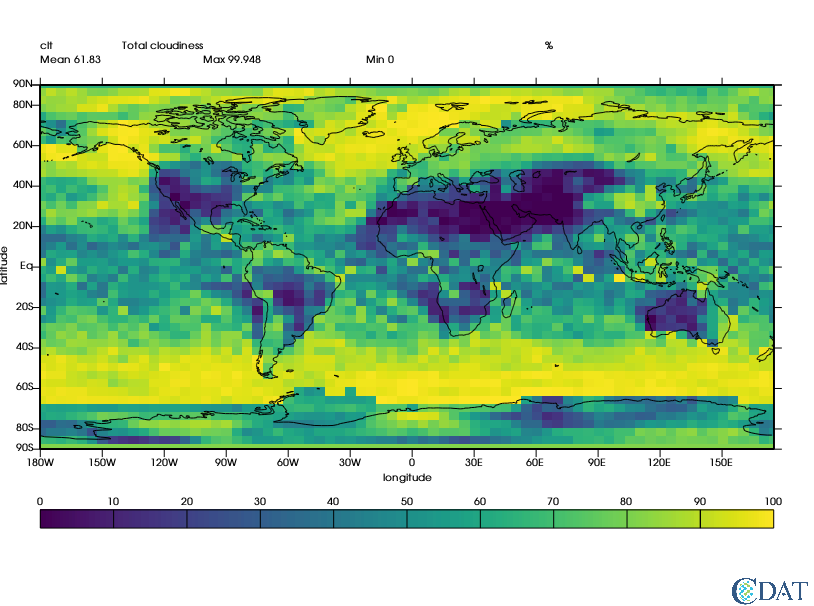 clt Total cloudiness %
Mean 61.83 Max 99.948 Min 0
90N
80N
60N
40N
20N
Eq
20S
40S
60S
80S
90S
latitude
180W 150W 120W 90W 60W 30W 0 30E 60E 90E 120E 150E
longitude
0 10 20 30 40 50 60 70 80 90 100
CDAT